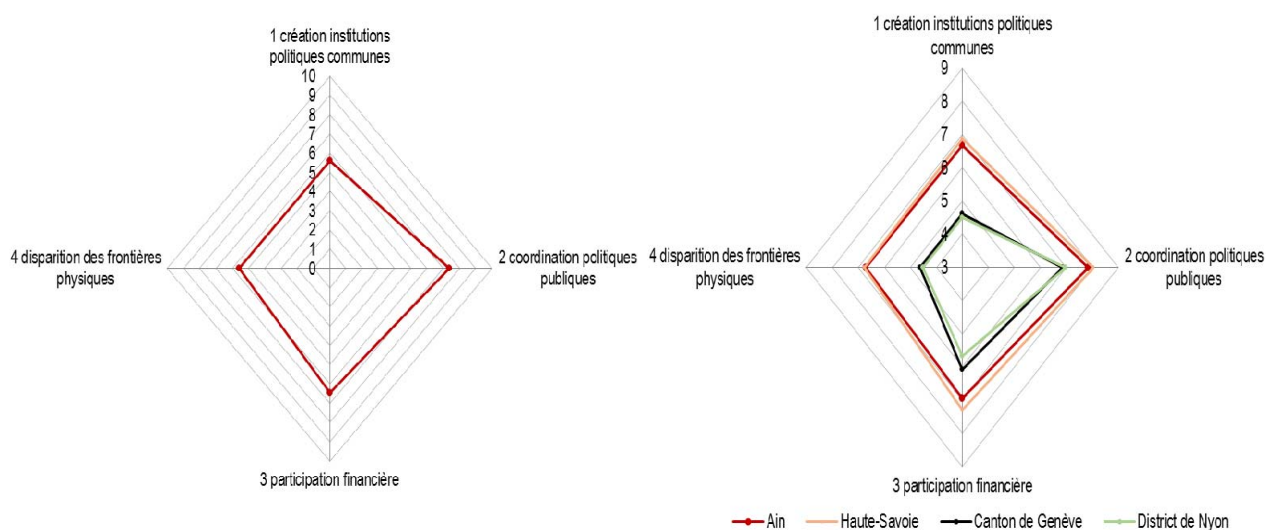 1 création institutions
politiques communes
10
9
8
7
6
5
4
3
2
1
0
4 disparition des frontières
physiques
2 coordination politiques
publiques
3 participation financière
1 création institutions politiques
communes
9
8
7
6
5
4
3
4 disparition des frontières
physiques
2 coordination politiques
publiques
3 participation financière
Ain Haute-Savoie Canton de Genève District de Nyon